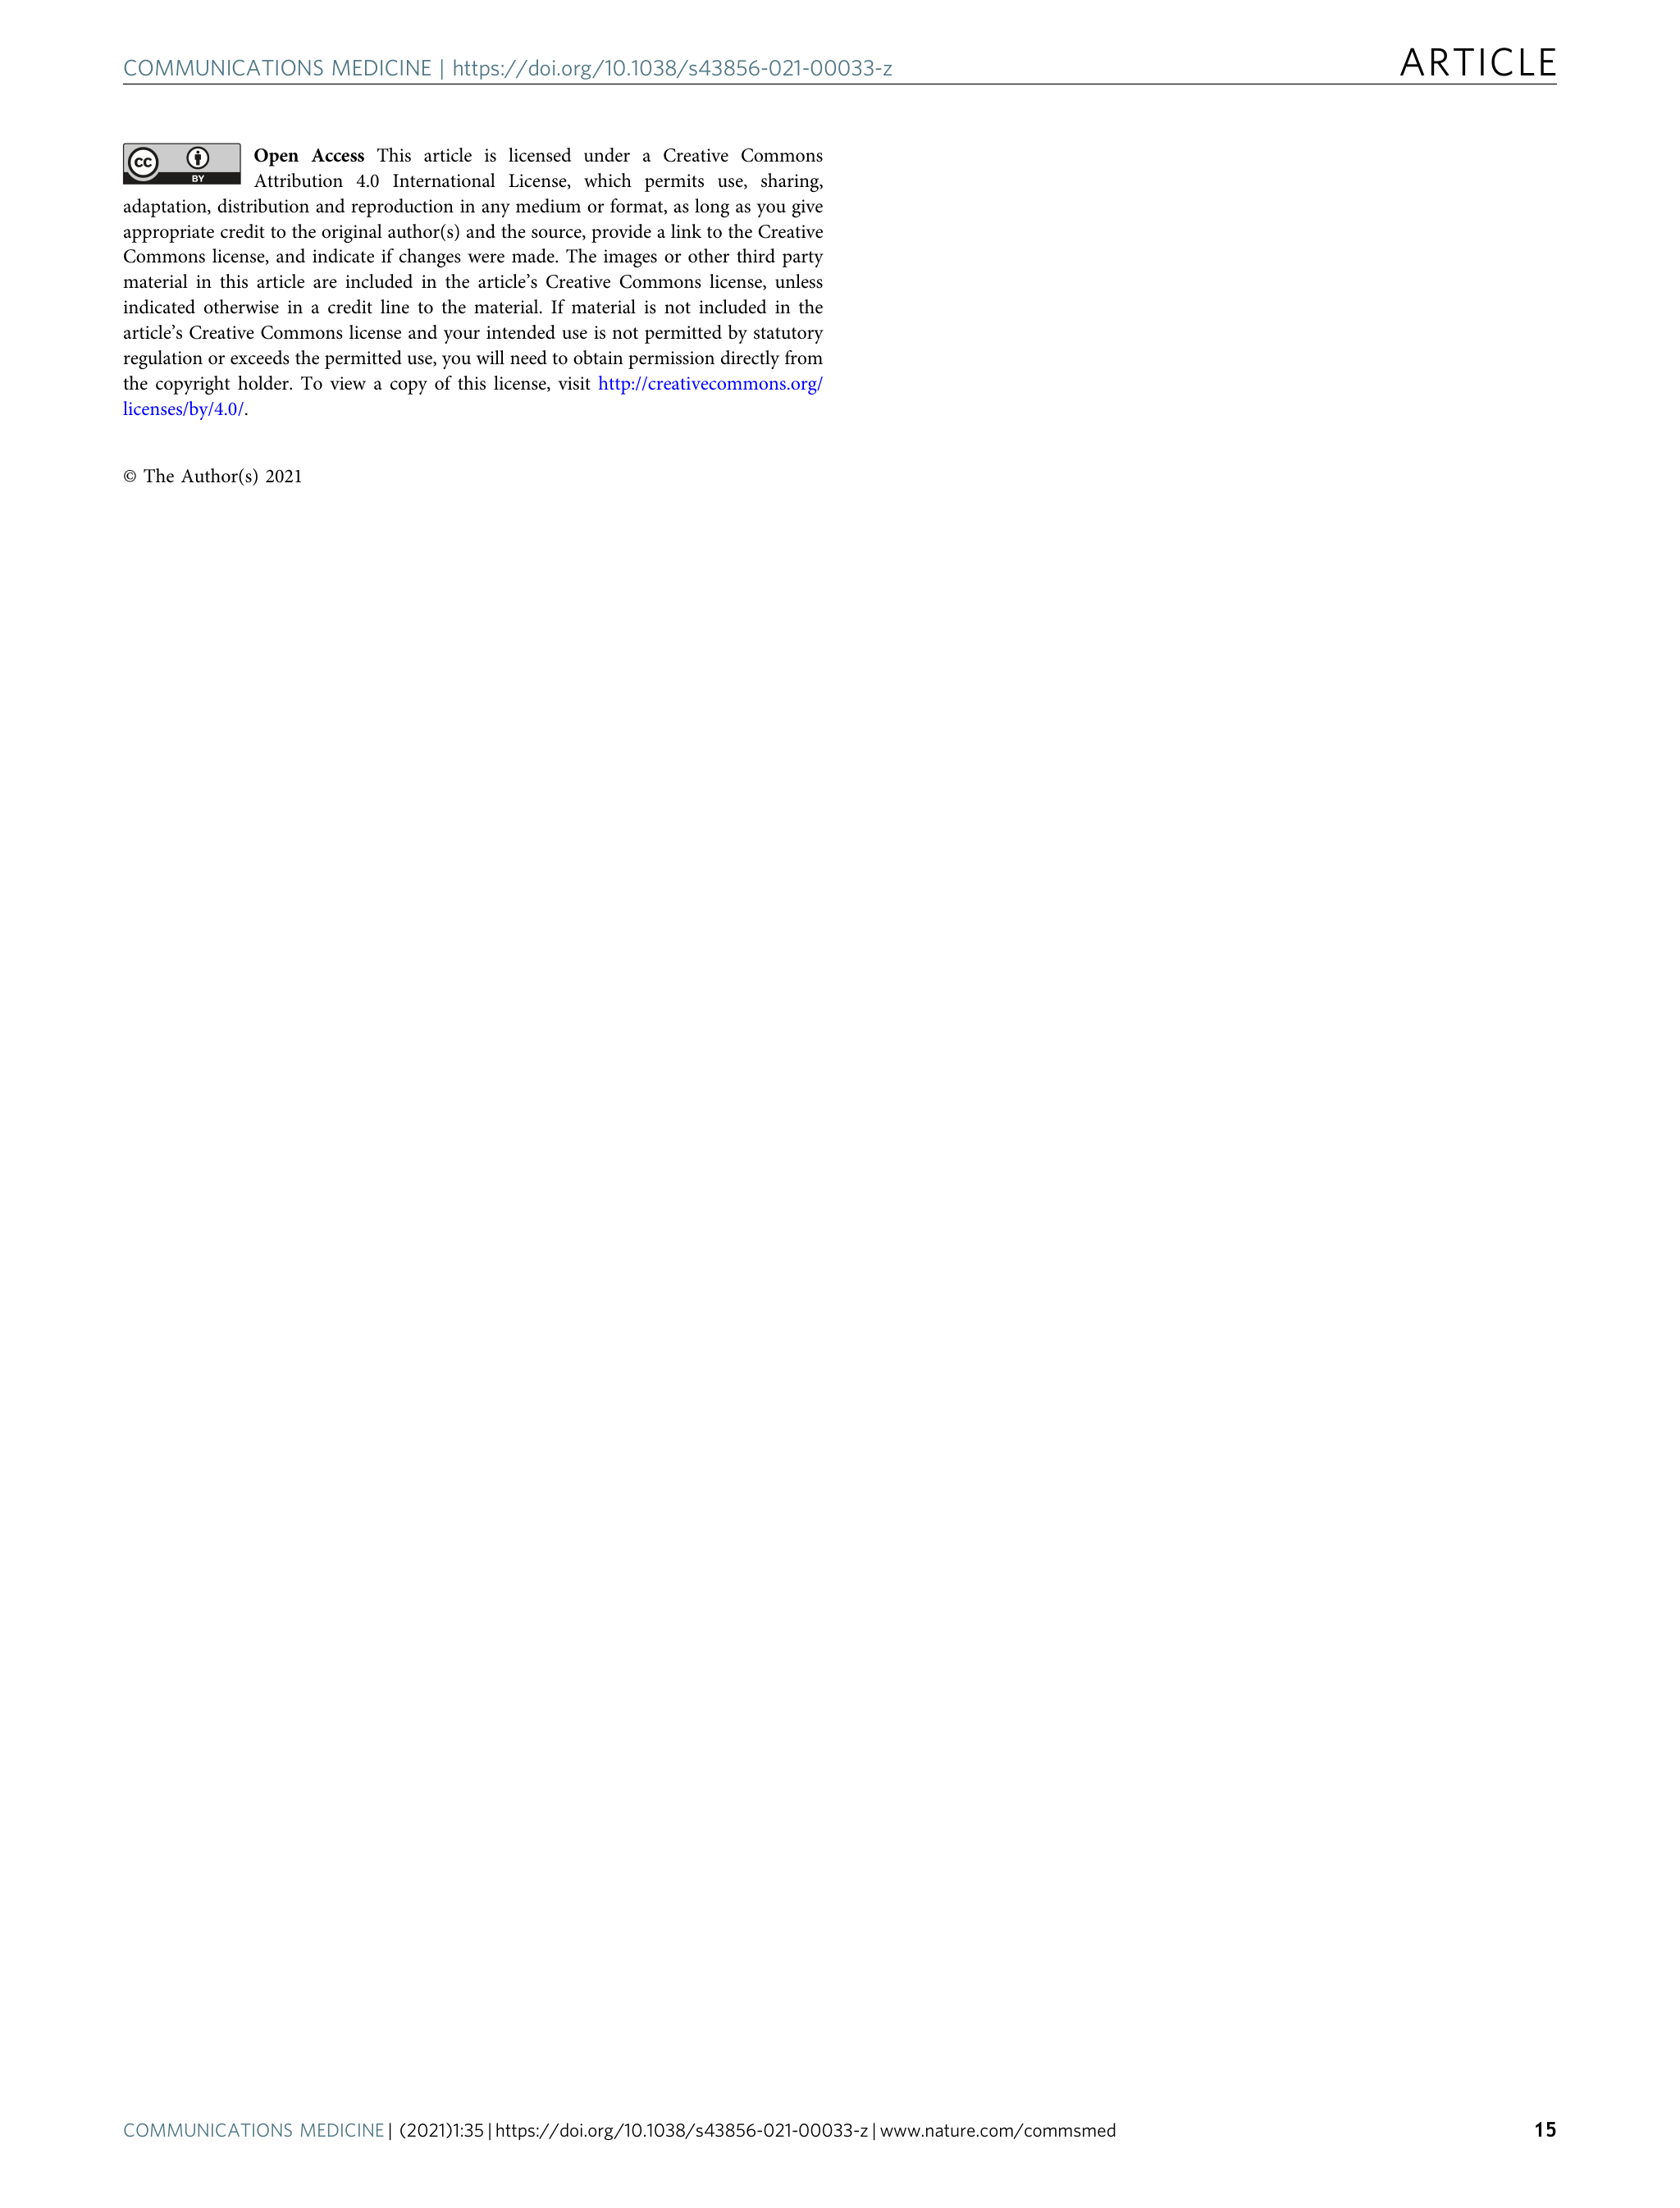 COMMUNICATIONS MEDICINE | https://doi.org/10.1038/s43856-021-00033-z
ARTICLE
cc
BY
Open Access This article is licensed under a Creative Commons
Attribution 4.0 International License, which permits use, sharing,
adaptation, distribution and reproduction in any medium or format, as long as you give
appropriate credit to the original author(s) and the source, provide a link to the Creative
Commons license, and indicate if changes were made. The images or other third party
material in this article are included in the article’s Creative Commons license, unless
indicated otherwise in a credit line to the material. If material is not included in the
article’s Creative Commons license and your intended use is not permitted by statutory
regulation or exceeds the permitted use, you will need to obtain permission directly from
the copyright holder. To view a copy of this license, visit http://creativecommons.org/
licenses/by/4.0/.
© The Author(s) 2021
COMMUNICATIONS MEDICINE | (2021)1:35 | https://doi.org/10.1038/s43856-021-00033-z | www.nature.com/commsmed
15